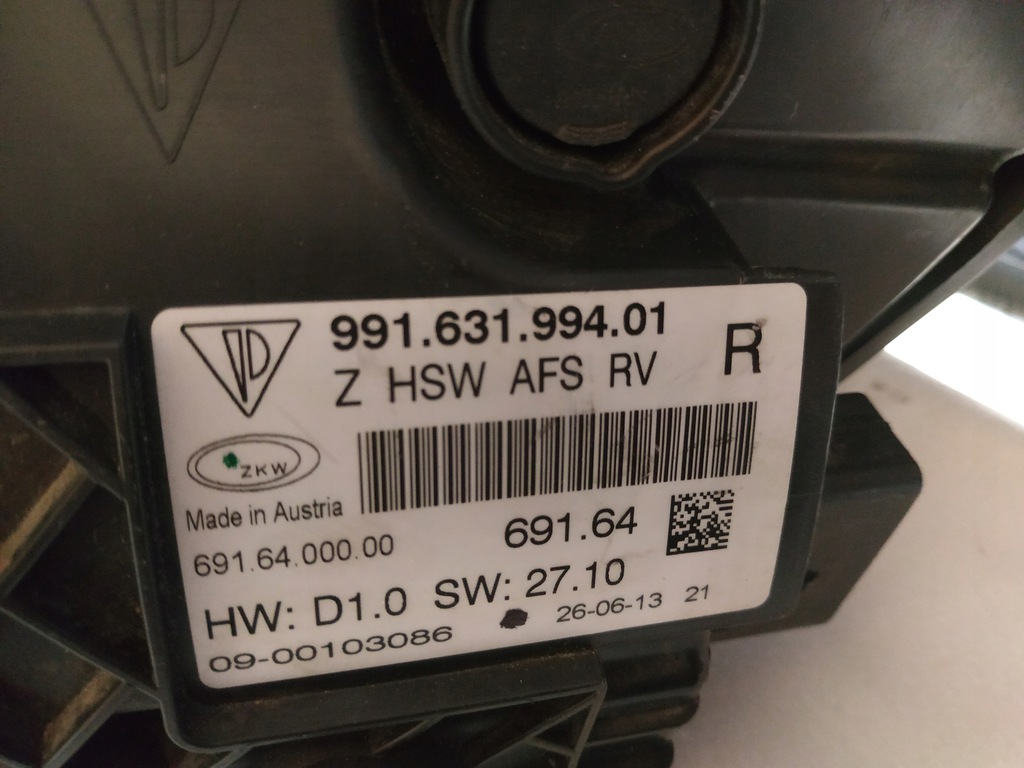 991.631.994.01
Z HSW AFS RV
R
ZKW
Made in Austria
691.64.000.00
691.64
HW: D1.0 SW: 27.10
09-00103086
26-06-13 21